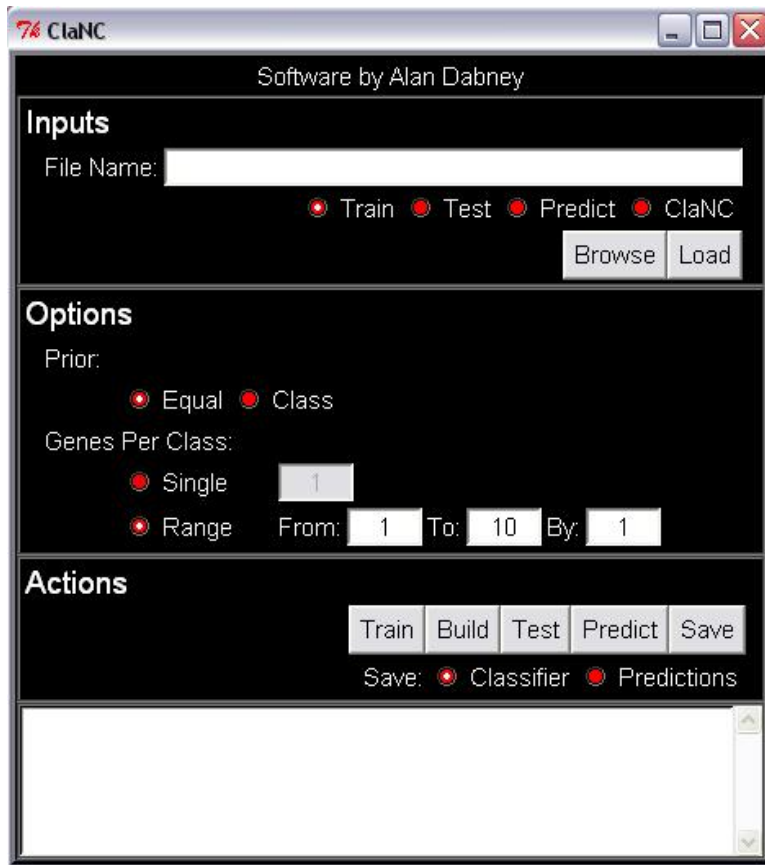 ClaNC
Software by Alan Dabney
Inputs
File Name:
Train Test Predict ClaNC
Browse Load
Options
Prior:
Equal Class
Genes Per Class:
Single 1
Range From: 1 To: 10 By: 1
Actions
Train Build Test Predict Save
Save: Classifier Predictions